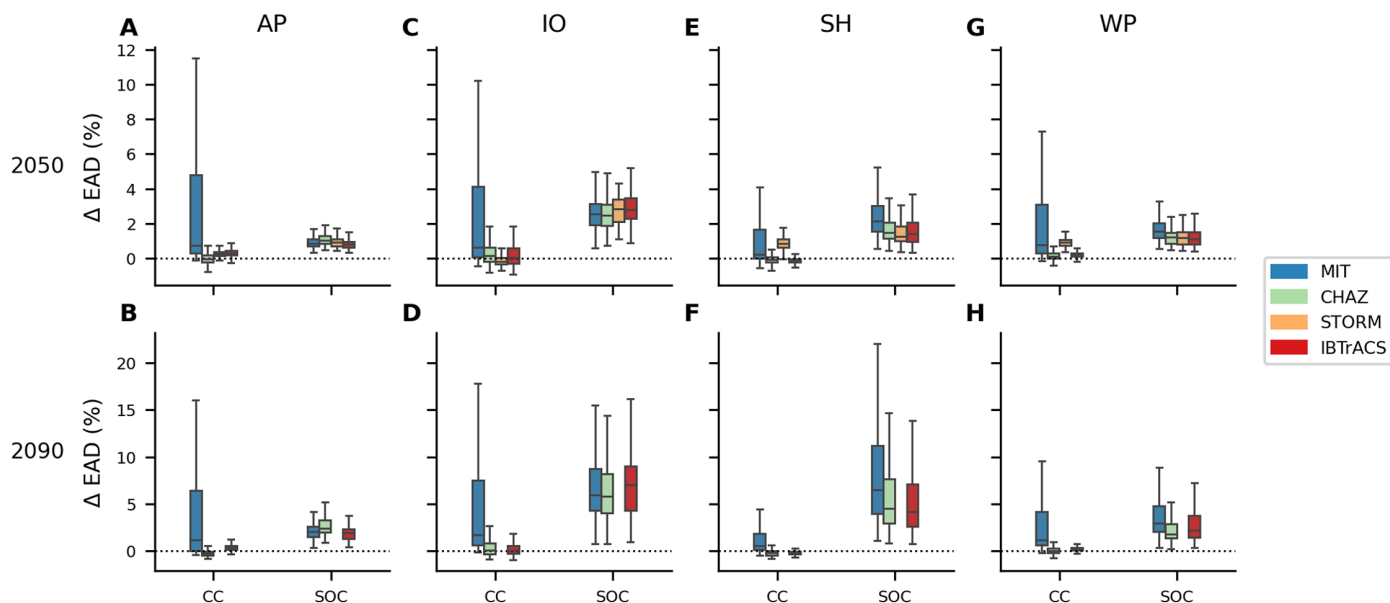 A AP C IO E SH G WP
2050
Δ EAD (%)
12
10
8
6
4
2
0
MIT
CHAZ
STORM
IBTrACS
B D F H
2090
Δ EAD (%)
20
15
10
5
0
CC SOC CC SOC CC SOC CC SOC